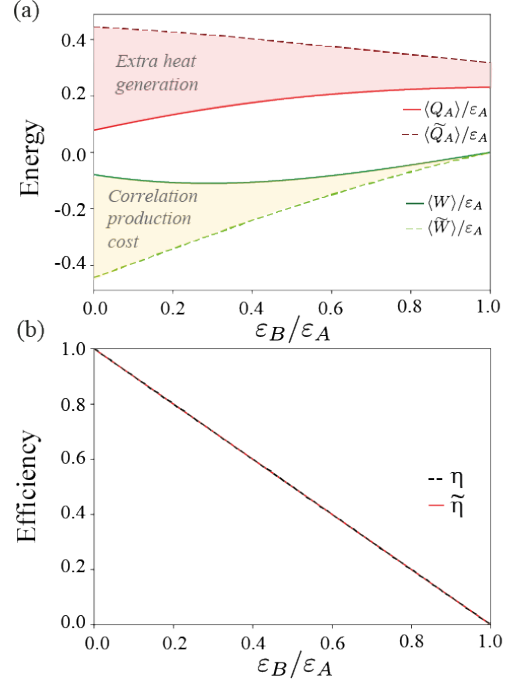 (a)
0.4
Extra heat
generation
0.2
⟨Q_A⟩/ε_A
⟨Q̃_A⟩/ε_A
Energy
0.0
Correlation
production
cost
⟨W⟩/ε_A
⟨W̃⟩/ε_A
-0.2
-0.4
0.0 0.2 0.4 0.6 0.8 1.0
ε_B/ε_A
(b)
1.0
0.8
0.6
Efficiency
0.4
0.2
0.0
η
η̃
0.0 0.2 0.4 0.6 0.8 1.0
ε_B/ε_A